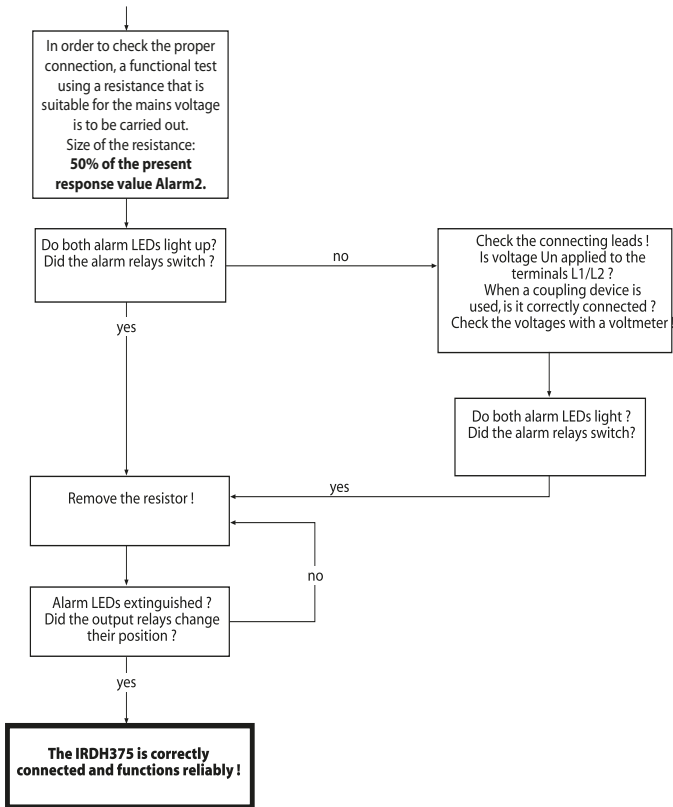 In order to check the proper
connection, a functional test
using a resistance that is
suitable for the mains voltage
is to be carried out.
Size of the resistance:
50% of the present
response value Alarm2.
Do both alarm LEDs light up?
Did the alarm relays switch ?
no
Check the connecting leads !
Is voltage Un applied to the
terminals L1/L2 ?
When a coupling device is
used, is it correctly connected ?
Check the voltages with a voltmeter !
yes
Do both alarm LEDs light ?
Did the alarm relays switch?
yes
Remove the resistor !
no
Alarm LEDs extinguished ?
Did the output relays change
their position ?
yes
The IRDH375 is correctly
connected and functions reliably !